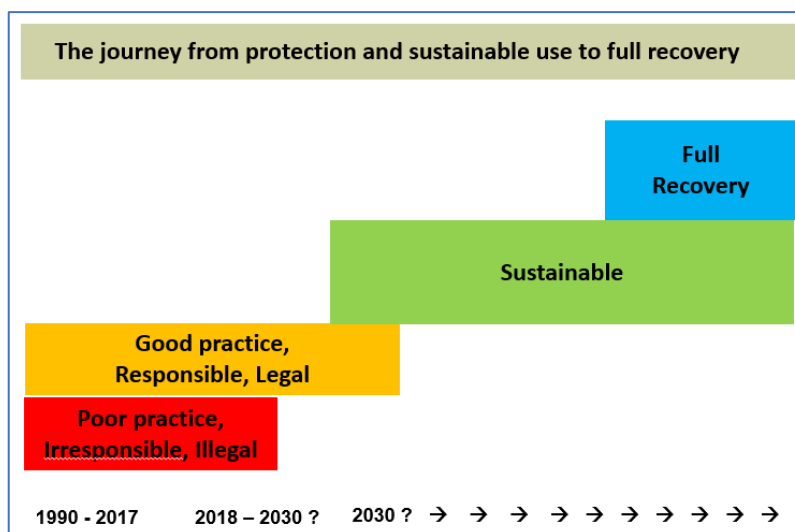 The journey from protection and sustainable use to full recovery
Full
Recovery
Sustainable
Good practice,
Responsible, Legal
Poor practice,
Irresponsible, Illegal
1990 - 2017 2018 – 2030 ? 2030 ? → → → → → → → → → →